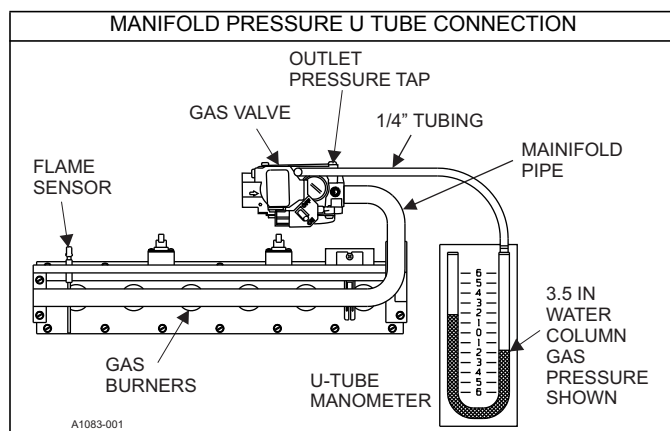 MANIFOLD PRESSURE U TUBE CONNECTION
OUTLET
PRESSURE TAP
GAS VALVE
1/4" TUBING
FLAME
SENSOR
MAINIFOLD
PIPE
6
5
4
3
2
1
0
1
2
3
4
5
6
3.5 IN
WATER
COLUMN
GAS
PRESSURE
SHOWN
GAS
BURNERS
U-TUBE
MANOMETER
A1083-001